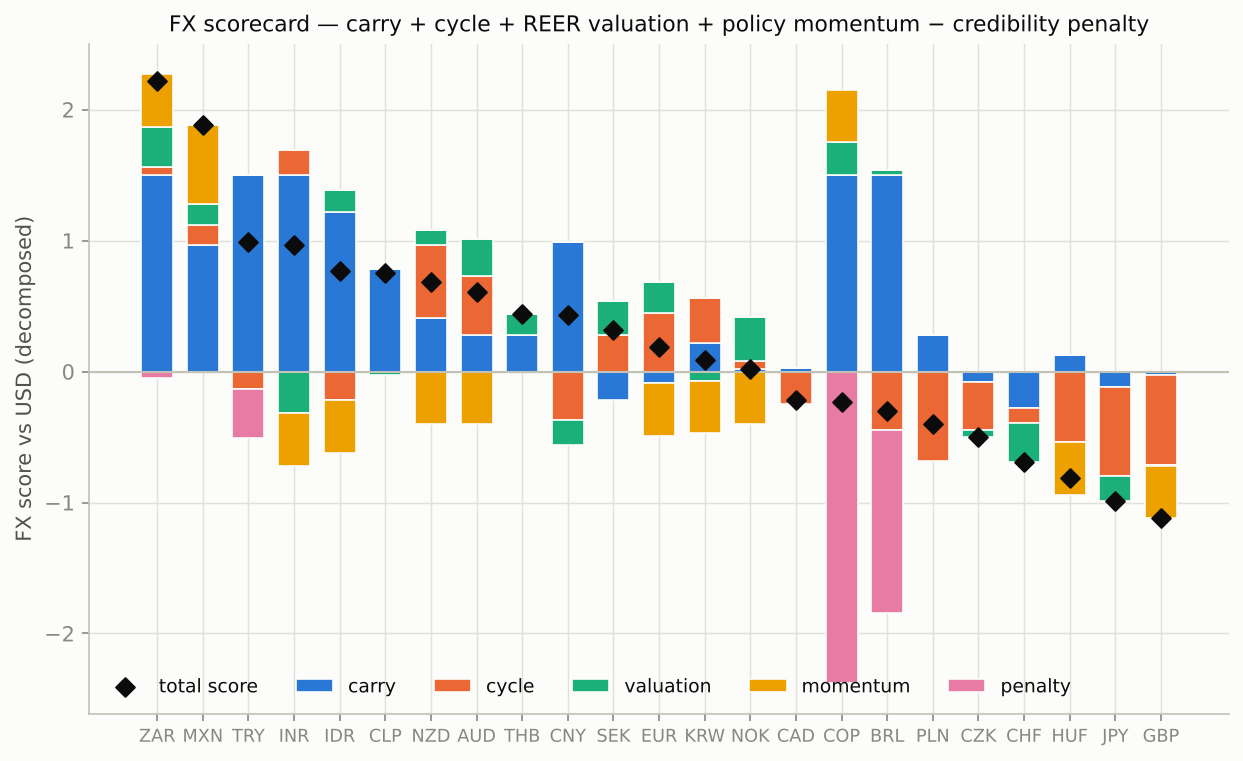 FX scorecard — carry + cycle + REER valuation + policy momentum − credibility penalty
FX score vs USD (decomposed)
2
1
0
−1
−2
total score carry cycle valuation momentum penalty
ZAR MXN TRY INR IDR CLP NZD AUD THB CNY SEK EUR KRW NOK CAD COP BRL PLN CZK CHF HUF JPY GBP